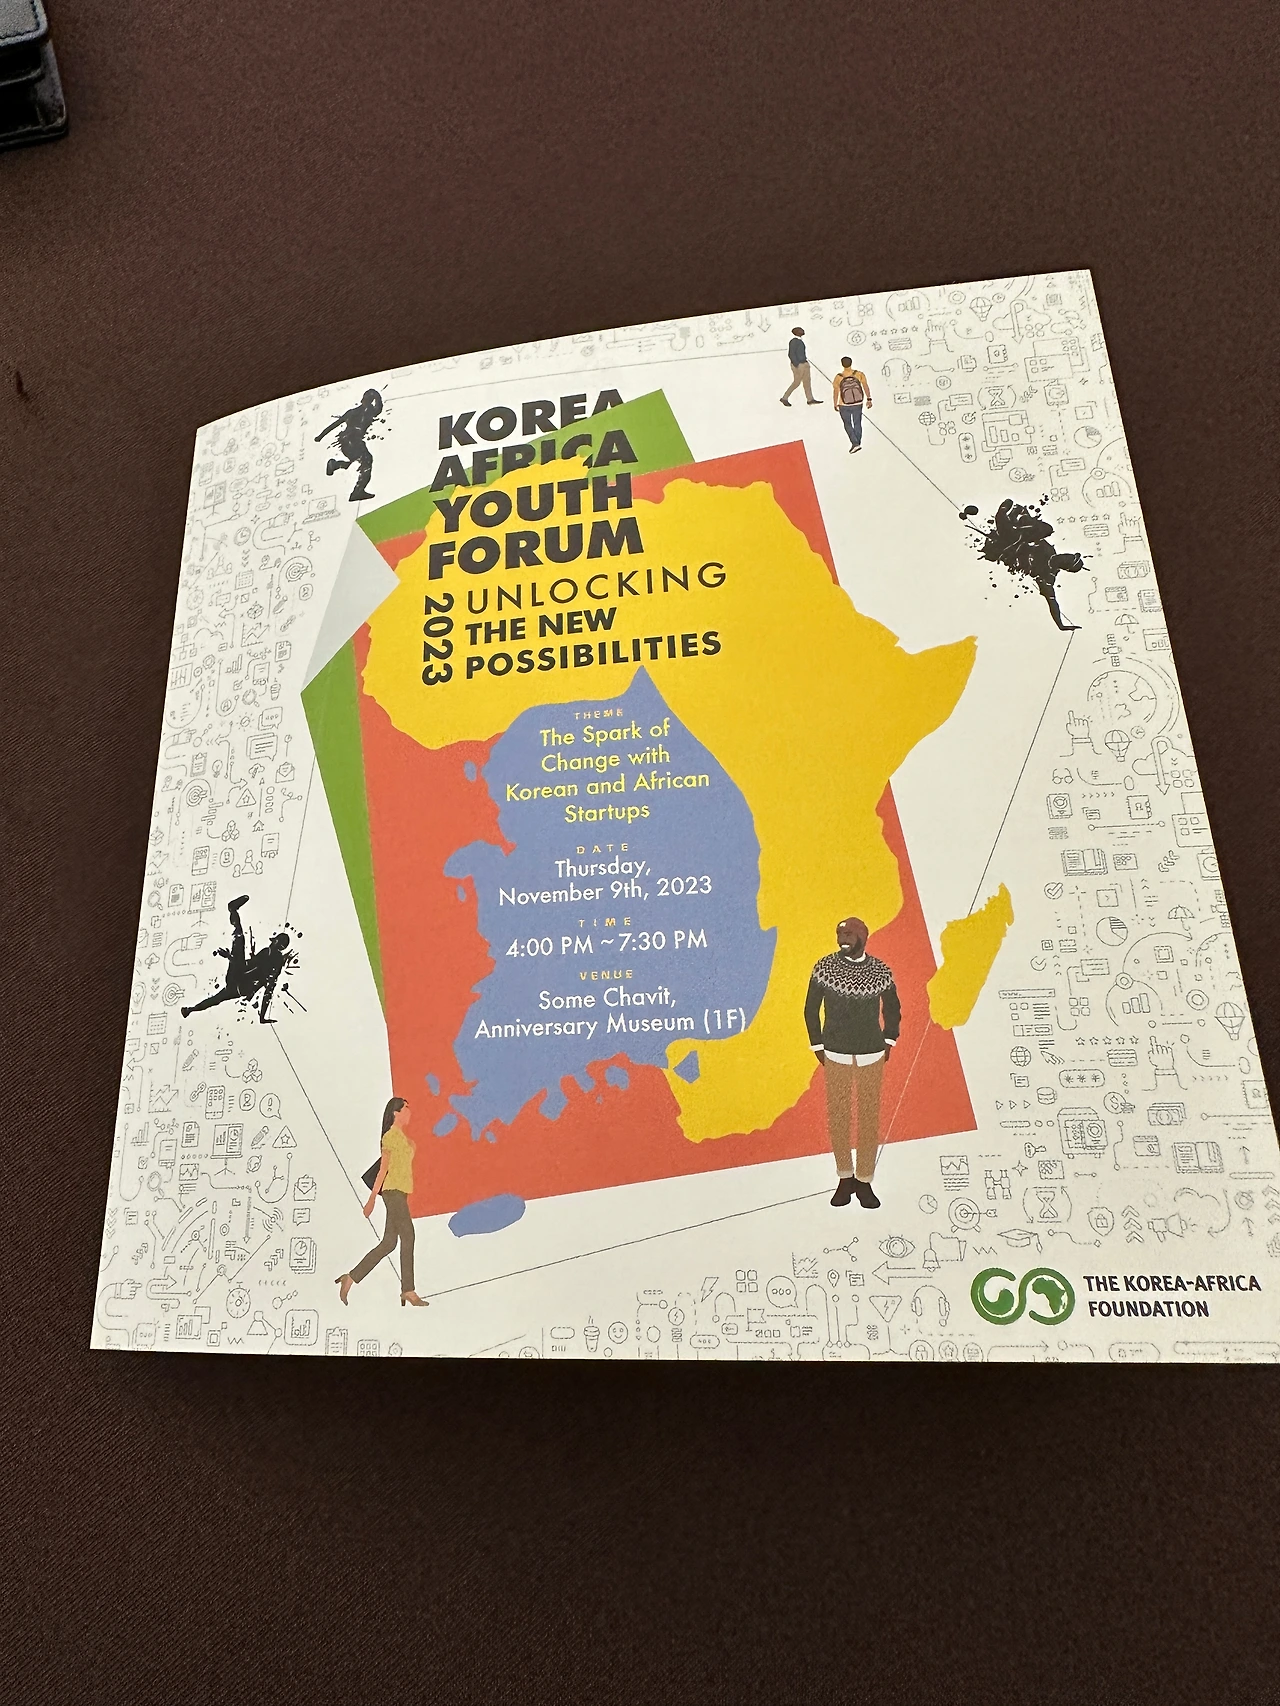 KOREA
AFRICA
YOUTH
FORUM
2023
UNLOCKING
THE NEW
POSSIBILITIES
THEME
The Spark of
Change with
Korean and African
Startups
DATE
Thursday,
November 9th, 2023
TIME
4:00 PM ~ 7:30 PM
VENUE
Some Chavit,
Anniversary Museum (1F)
THE KOREA-AFRICA
FOUNDATION